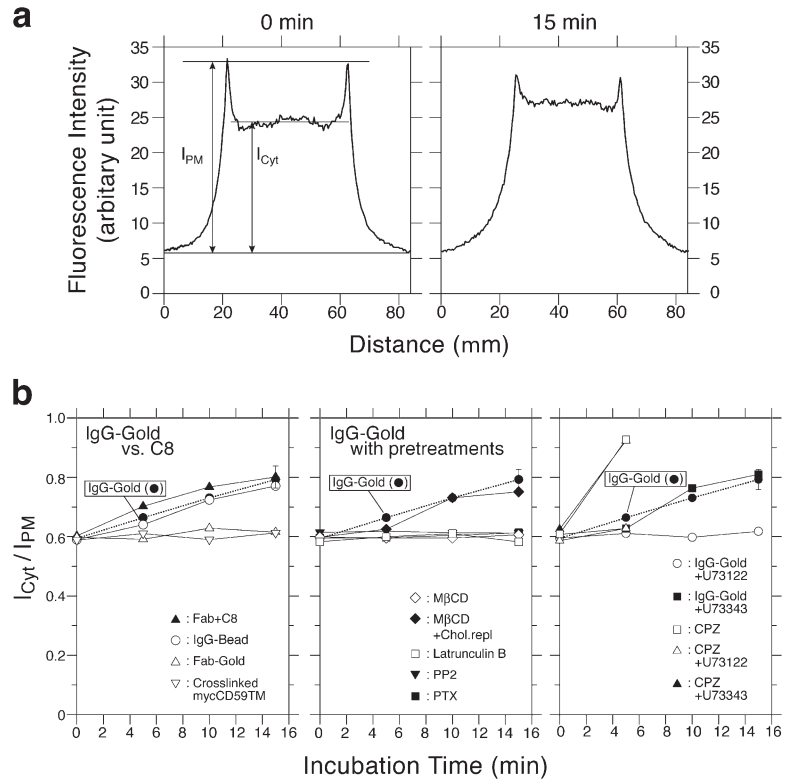 a
0 min
15 min
Fluorescence Intensity
(arbitary unit)
35
30
25
20
15
10
5
0
I PM
I Cyt
35
30
25
20
15
10
5
0
0 20 40 60 80
0 20 40 60 80
Distance (mm)
b
I Cyt / I PM
1.0
0.8
0.6
0.4
0.2
0
IgG-Gold
vs. C8
IgG-Gold (●)
▲ : Fab+C8
○ : IgG-Bead
△ : Fab-Gold
▽ : Crosslinked
mycCD59TM
IgG-Gold
with pretreatments
IgG-Gold (●)
◇ : MβCD
◆ : MβCD
+Chol.repl
□ : Latrunculin B
▼ : PP2
■ : PTX
IgG-Gold (●)
○ : IgG-Gold
+U73122
■ : IgG-Gold
+U73343
□ : CPZ
△ : CPZ
+U73122
▲ : CPZ
+U73343
0 2 4 6 8 10 12 14 16
0 2 4 6 8 10 12 14 16
0 2 4 6 8 10 12 14 16
Incubation Time (min)